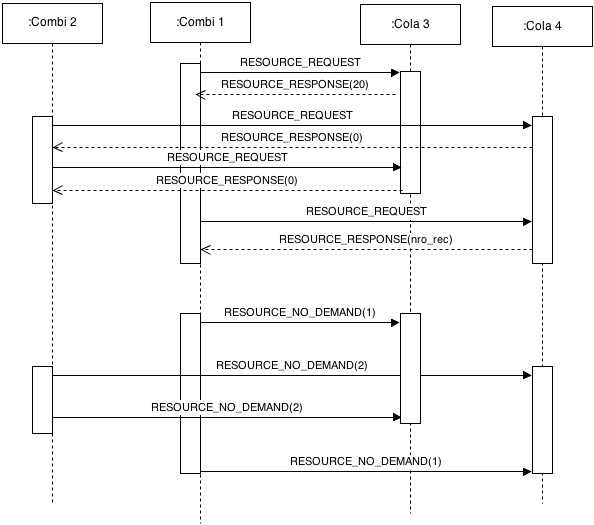 :Combi 2
:Combi 1
:Cola 3
:Cola 4
RESOURCE_REQUEST
RESOURCE_RESPONSE(20)
RESOURCE_REQUEST
RESOURCE_RESPONSE(0)
RESOURCE_REQUEST
RESOURCE_RESPONSE(0)
RESOURCE_REQUEST
RESOURCE_RESPONSE(nro_rec)
RESOURCE_NO_DEMAND(1)
RESOURCE_NO_DEMAND(2)
RESOURCE_NO_DEMAND(2)
RESOURCE_NO_DEMAND(1)